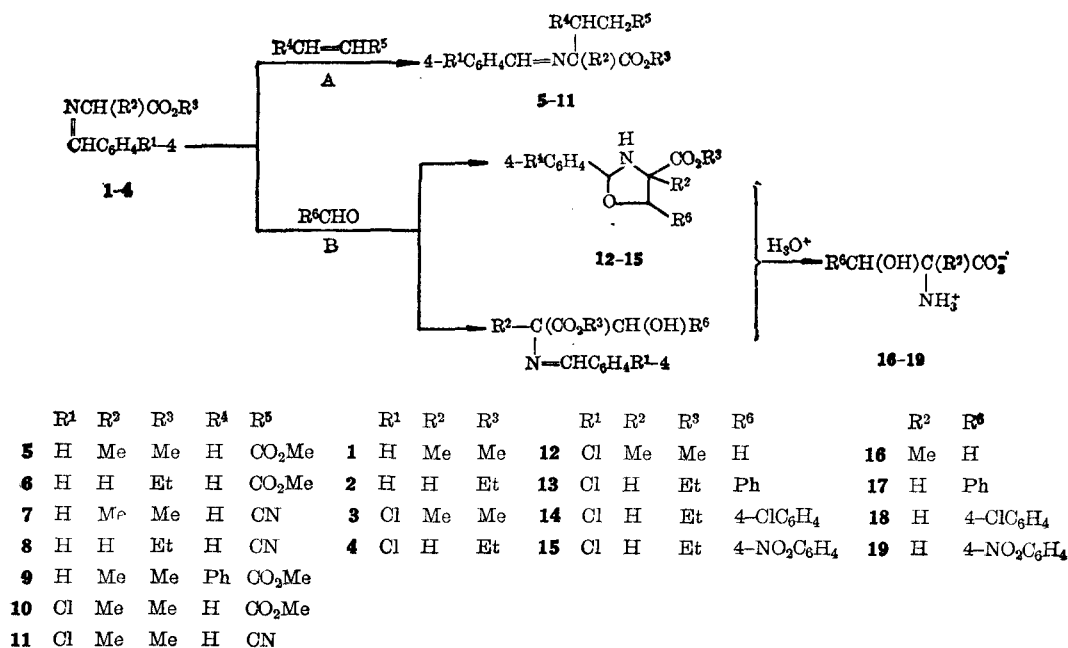 R⁴CH=CHR⁵
A
R⁴CHCH₂R⁵
4-R¹C₆H₄CH=NC(R²)CO₂R³
5-11
NCH(R²)CO₂R³
CHC₆H₄R¹-4
1-4
R⁶CHO
B
H
4-R¹C₆H₄
N
CO₂R³
R²
O
R⁶
12-15
H₃O⁺
R⁶CH(OH)C(R²)CO₂⁻
NH₃⁺
16-19
R²-C(CO₂R³)CH(OH)R⁶
N=CHC₆H₄R¹-4
R¹ R² R³ R⁴ R⁵ R¹ R² R³ R¹ R² R³ R⁶ R² R⁶
5 H Me Me H CO₂Me 1 H Me Me 12 Cl Me Me H 16 Me H
6 H H Et H CO₂Me 2 H H Et 13 Cl H Et Ph 17 H Ph
7 H Me Me H CN 3 Cl Me Me 14 Cl H Et 4-ClC₆H₄ 18 H 4-ClC₆H₄
8 H H Et H CN 4 Cl H Et 15 Cl H Et 4-NO₂C₆H₄ 19 H 4-NO₂C₆H₄
9 H Me Me Ph CO₂Me
10 Cl Me Me H CO₂Me
11 Cl Me Me H CN